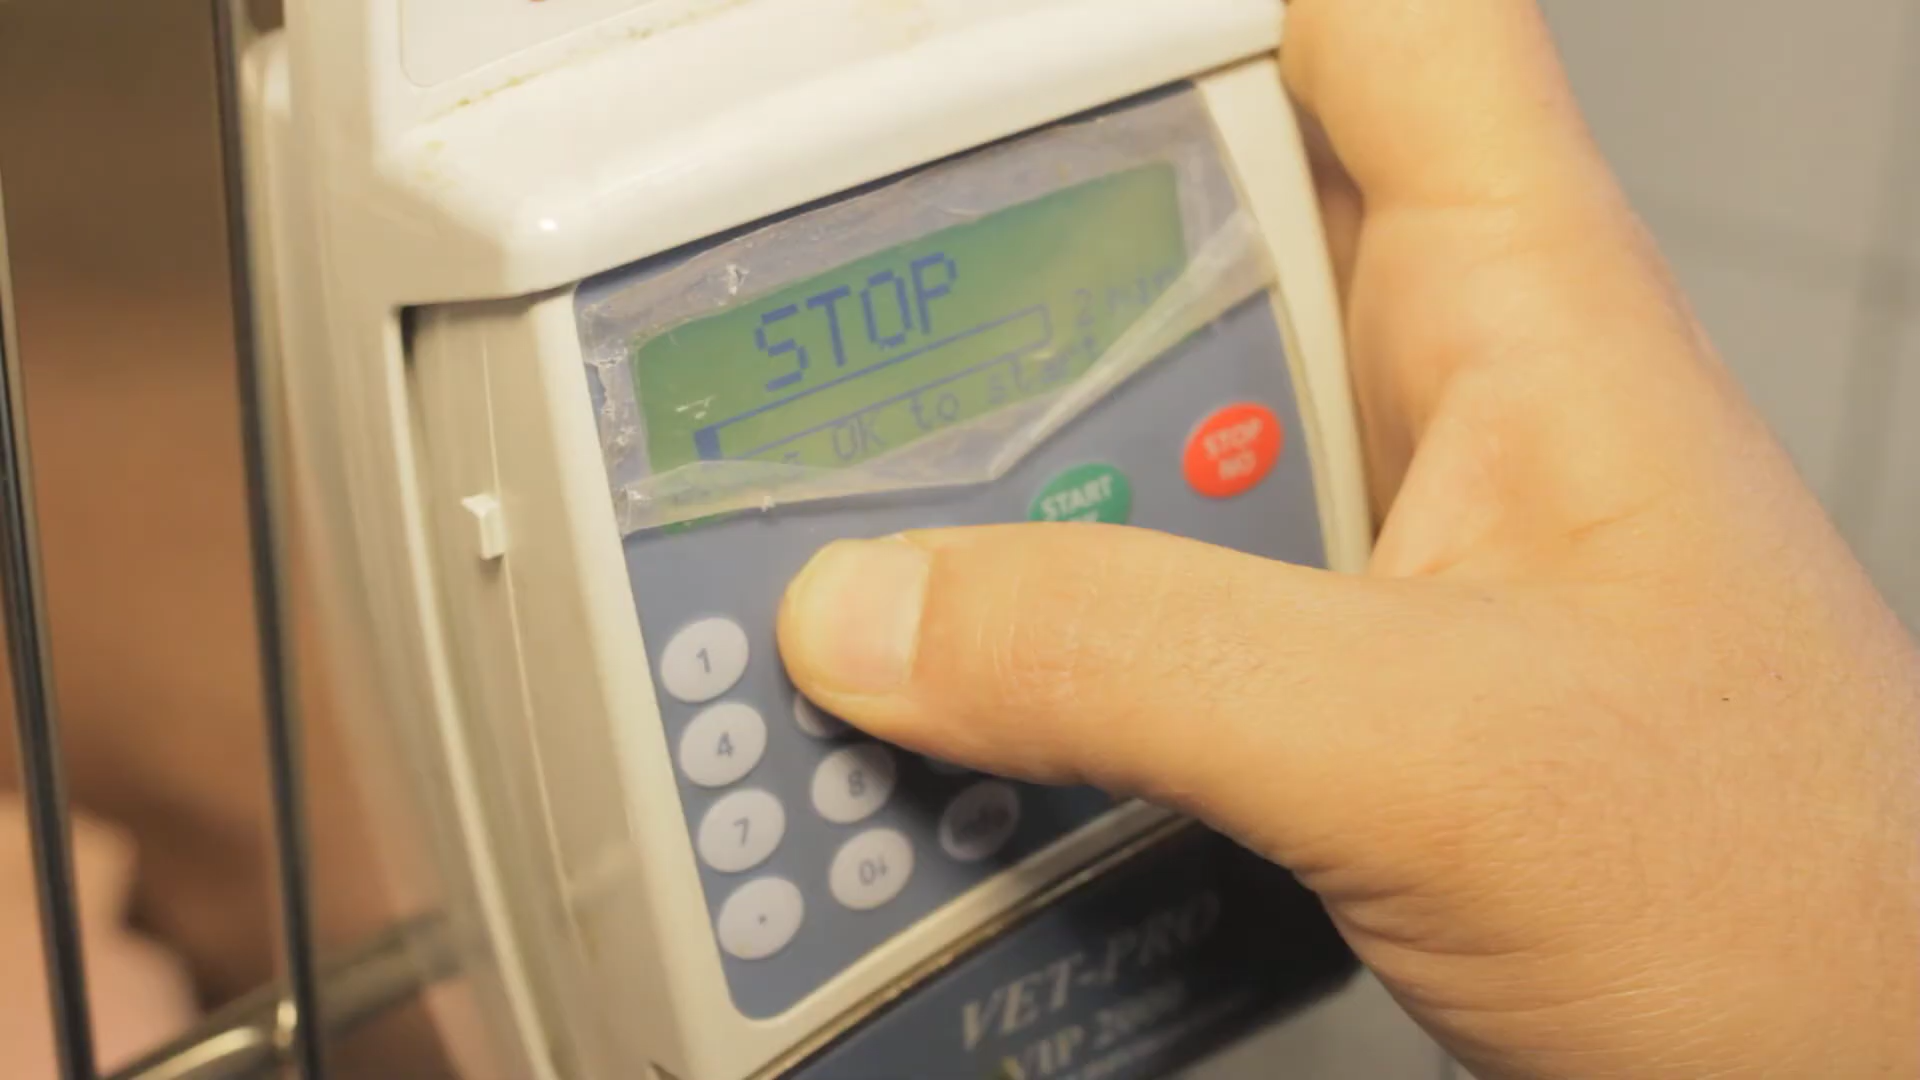 STOP
OK to start
START
STOP
NO
1
4
8
7
0
.
VET-PRO
VIP 2000